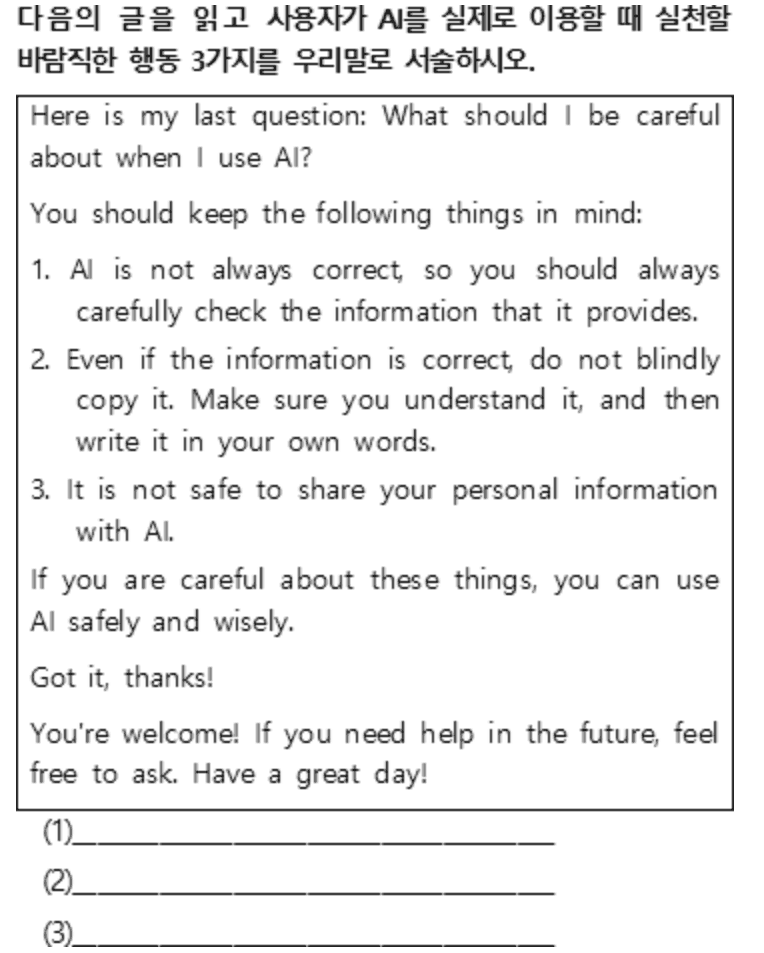 다음의 글을 읽고 사용자가 AI를 실제로 이용할 때 실천할
바람직한 행동 3가지를 우리말로 서술하시오.
Here is my last question: What should I be careful
about when I use AI?
You should keep the following things in mind:
1. AI is not always correct, so you should always
carefully check the information that it provides.
2. Even if the information is correct, do not blindly
copy it. Make sure you understand it, and then
write it in your own words.
3. It is not safe to share your personal information
with AI.
If you are careful about these things, you can use
AI safely and wisely.
Got it, thanks!
You're welcome! If you need help in the future, feel
free to ask. Have a great day!
(1)
(2)
(3)